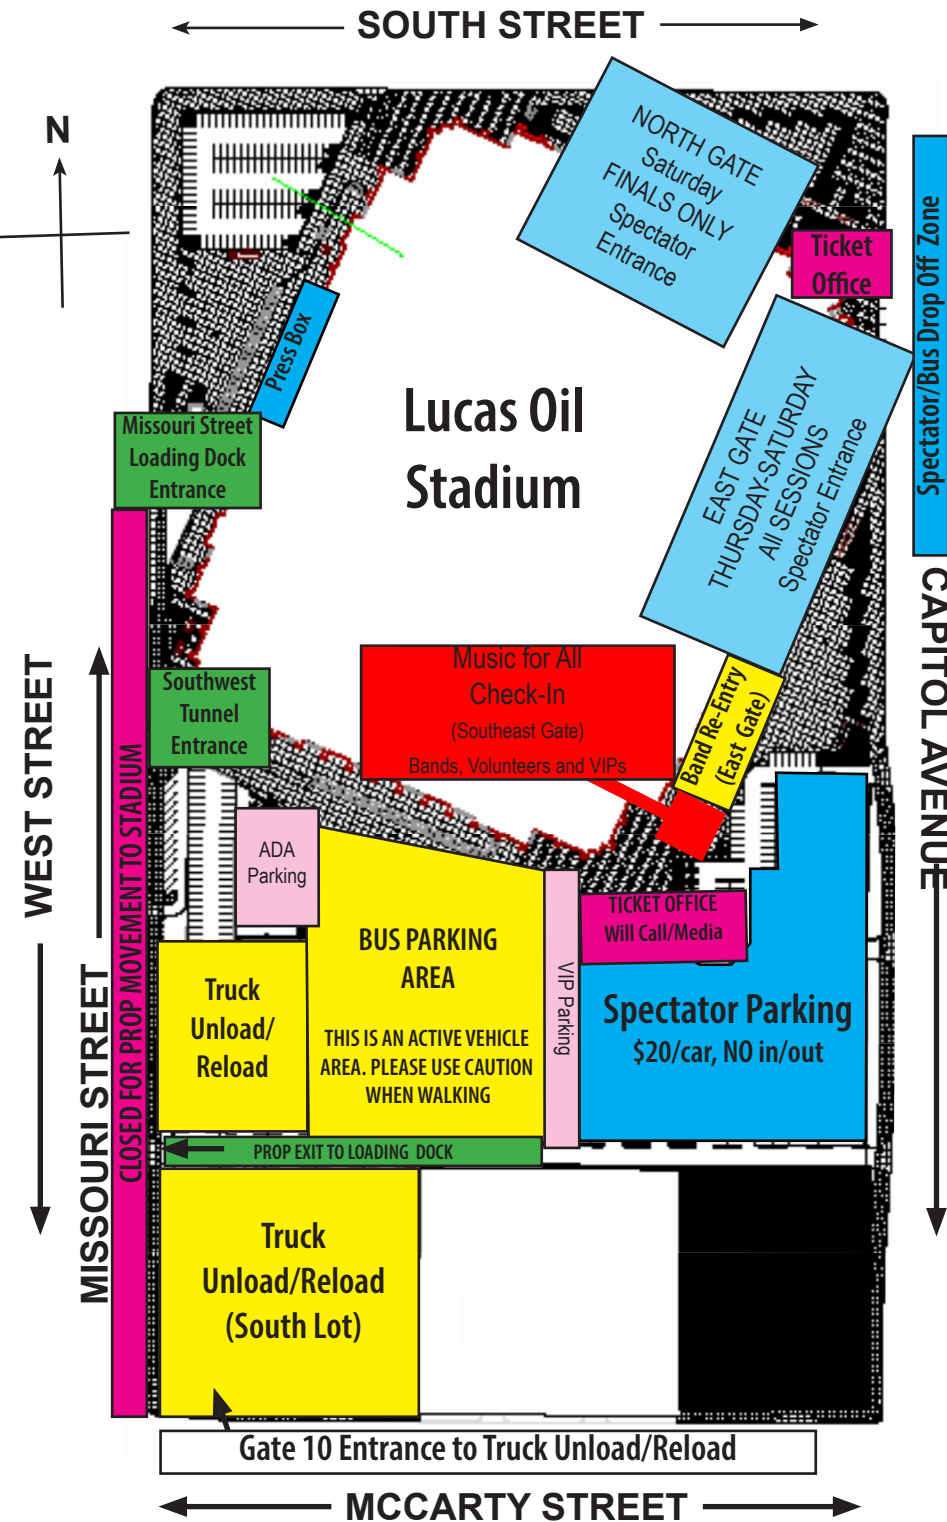 SOUTH STREET
N
NORTH GATE
Saturday
FINALS ONLY
Spectator
Entrance
Ticket
Office
Spectator/Bus Drop Off Zone
Press Box
Lucas Oil
Stadium
EAST GATE
THURSDAY-SATURDAY
All SESSIONS
Spectator Entrance
Missouri Street
Loading Dock
Entrance
CAPITOL AVENUE
Music for All
Check-In
(Southeast Gate)
Bands, Volunteers and VIPs
Band Re-Entry
(East Gate)
Southwest
Tunnel
Entrance
WEST STREET
MISSOURI STREET
CLOSED FOR PROP MOVEMENT TO STADIUM
ADA
Parking
BUS PARKING
AREA
THIS IS AN ACTIVE VEHICLE
AREA. PLEASE USE CAUTION
WHEN WALKING
VIP Parking
TICKET OFFICE
Will Call/Media
Spectator Parking
$20/car, NO in/out
Truck
Unload/
Reload
PROP EXIT TO LOADING DOCK
Truck
Unload/Reload
(South Lot)
Gate 10 Entrance to Truck Unload/Reload
MCCARTY STREET